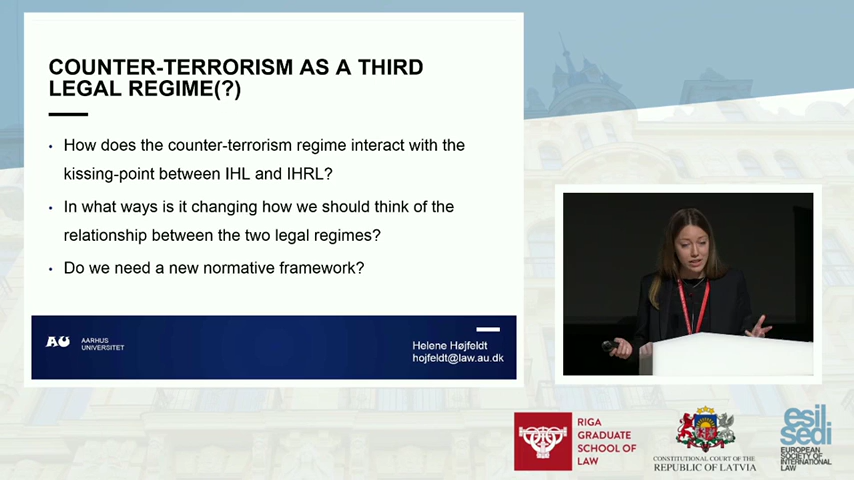 COUNTER-TERRORISM AS A THIRD
LEGAL REGIME(?)
• How does the counter-terrorism regime interact with the
kissing-point between IHL and IHRL?
• In what ways is it changing how we should think of the
relationship between the two legal regimes?
• Do we need a new normative framework?
AARHUS
UNIVERSITET
Helene Højfeldt
hojfeldt@law.au.dk
RIGA
GRADUATE
SCHOOL OF
LAW
CONSTITUTIONAL COURT OF THE
REPUBLIC OF LATVIA
esil
sedi
EUROPEAN
SOCIETY OF
INTERNATIONAL
LAW